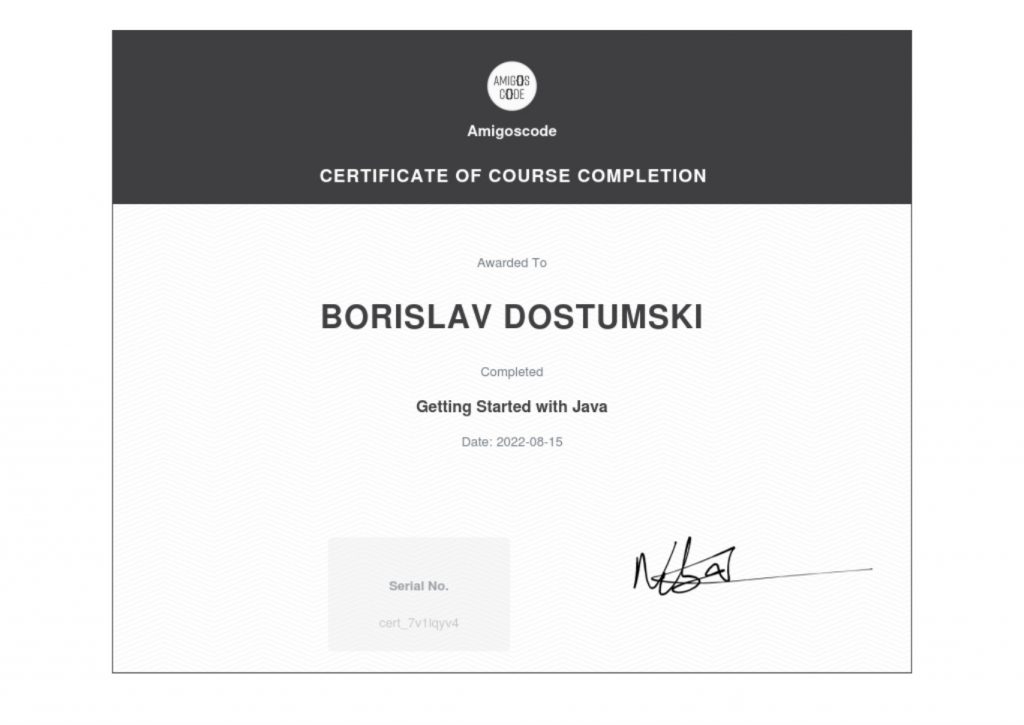 AMIGOS
CODE
Amigoscode
CERTIFICATE OF COURSE COMPLETION
Awarded To
BORISLAV DOSTUMSKI
Completed
Getting Started with Java
Date: 2022-08-15
Serial No.